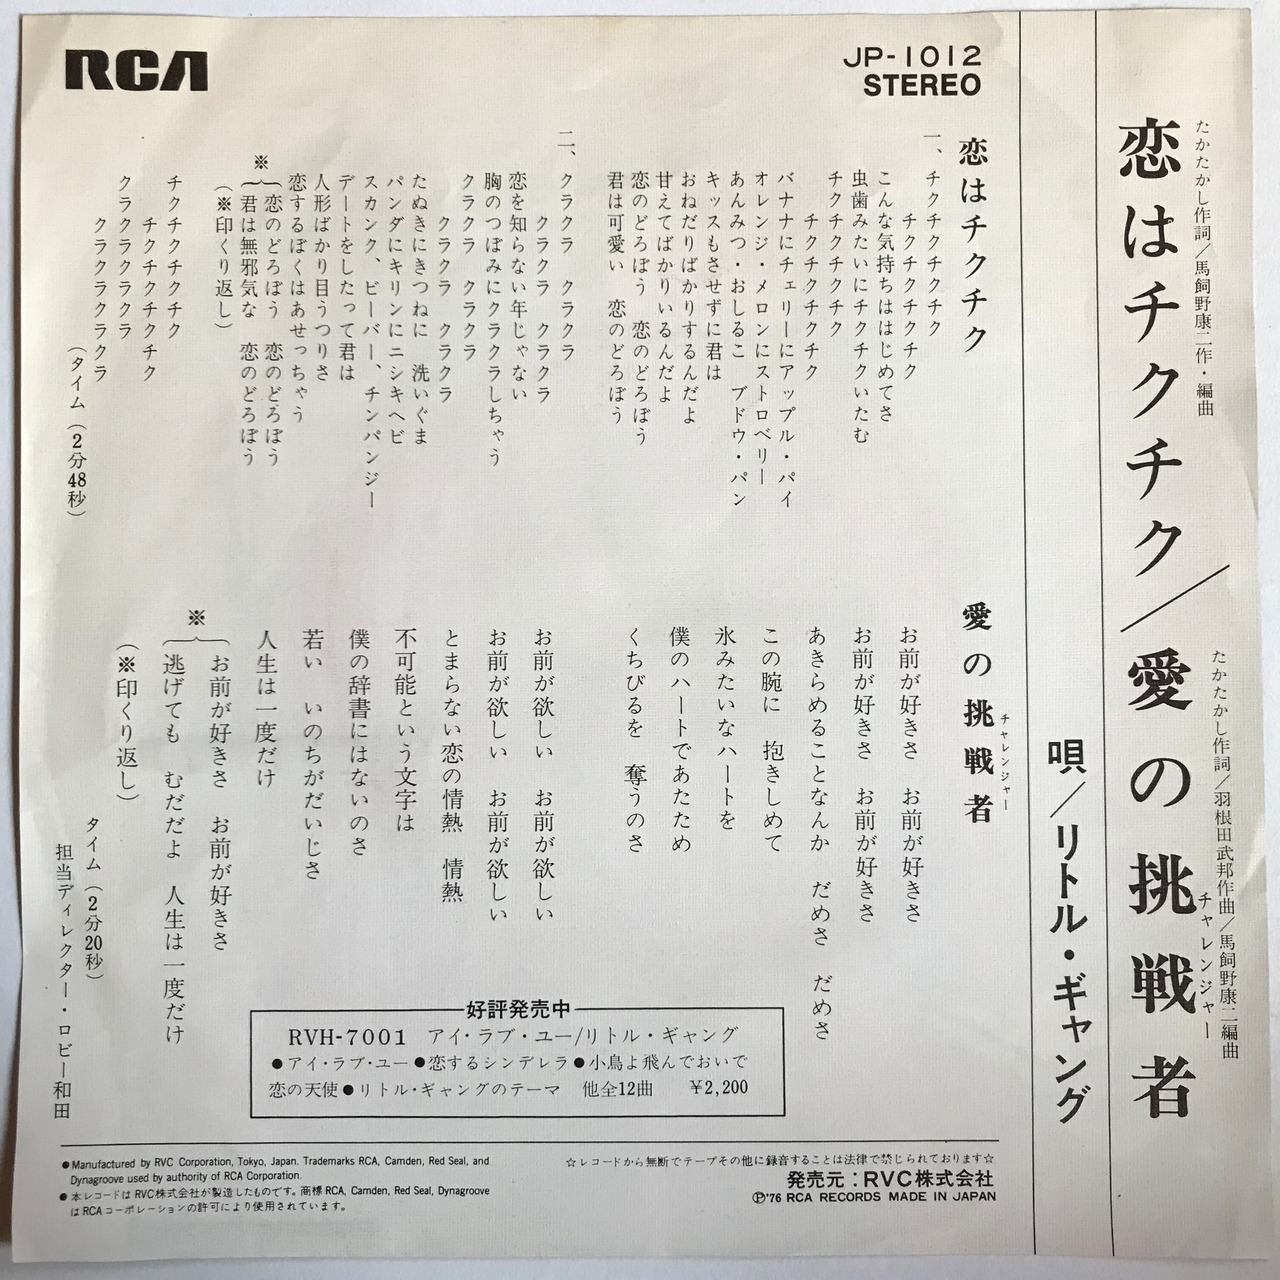 RCA
JP-1012
STEREO
たかたかし作詞/馬飼野康二作・編曲
恋はチクチク/愛の挑戦者
チャレンジャー
たかたかし作詞/羽根田武邦作曲/馬飼野康二編曲
唄/リトル・ギャング
恋はチクチク
一、
チクチクチクチク
チクチクチクチク
こんな気持ちははじめてさ
虫歯みたいにチクチクいたむ
チクチクチクチク
チクチクチクチク
バナナにチェリーにアップル・パイ
オレンジ・メロンにストロベリー
あんみつ・おしるこ ブドウ・パン
キッスもさせずに君は
おねだりばかりするんだよ
甘えてばかりいるんだよ
恋のどろぼう 恋のどろぼう
君は可愛い 恋のどろぼう
二、
クラクラ クラクラ
クラクラ クラクラ
恋を知らない年じゃない
胸のつぼみにクラクラしちゃう
クラクラ クラクラ
クラクラ クラクラ
たぬきにきつねに 洗いぐま
パンダにキリンにニシキヘビ
スカンク、ビーバー、チンパンジー
デートをしたって君は
人形ばかり目うつりさ
恋するぼくはあせっちゃう
※
恋のどろぼう 恋のどろぼう
君は無邪気な 恋のどろぼう
(※印くり返し)
チクチクチクチク
チクチクチクチク
クラクラクラクラ
クラクラクラクラ
(タイム(2分48秒)
愛の挑戦者
チャレンジャー
お前が好きさ お前が好きさ
お前が好きさ お前が好きさ
あきらめることなんか だめさ だめさ
この腕に 抱きしめて
氷みたいなハートを
僕のハートであたため
くちびるを 奪うのさ
お前が欲しい お前が欲しい
お前が欲しい お前が欲しい
とまらない恋の情熱 情熱
不可能という文字は
僕の辞書にはないのさ
若い いのちがだいじさ
人生は一度だけ
※
お前が好きさ お前が好きさ
逃げても むだだよ 人生は一度だけ
(※印くり返し)
タイム(2分20秒)
担当ディレクター・ロビー和田
好評発売中
RVH-7001 アイ・ラブ・ユー/リトル・ギャング
●アイ・ラブ・ユー●恋するシンデレラ●小鳥よ飛んでおいで
恋の天使●リトル・ギャングのテーマ 他全12曲 ¥2,200
●Manufactured by RVC Corporation, Tokyo, Japan. Trademarks RCA, Camden, Red Seal, and
Dynagroove used by authority of RCA Corporation.
●本レコードはRVC株式会社が製造したものです。商標RCA, Camden, Red Seal, Dynagroove
はRCAコーポレーションの許可により使用されています。
☆レコードから無断でテープその他に録音することは法律で禁じられております☆
発売元:RVC株式会社
Ⓟ'76 RCA RECORDS MADE IN JAPAN